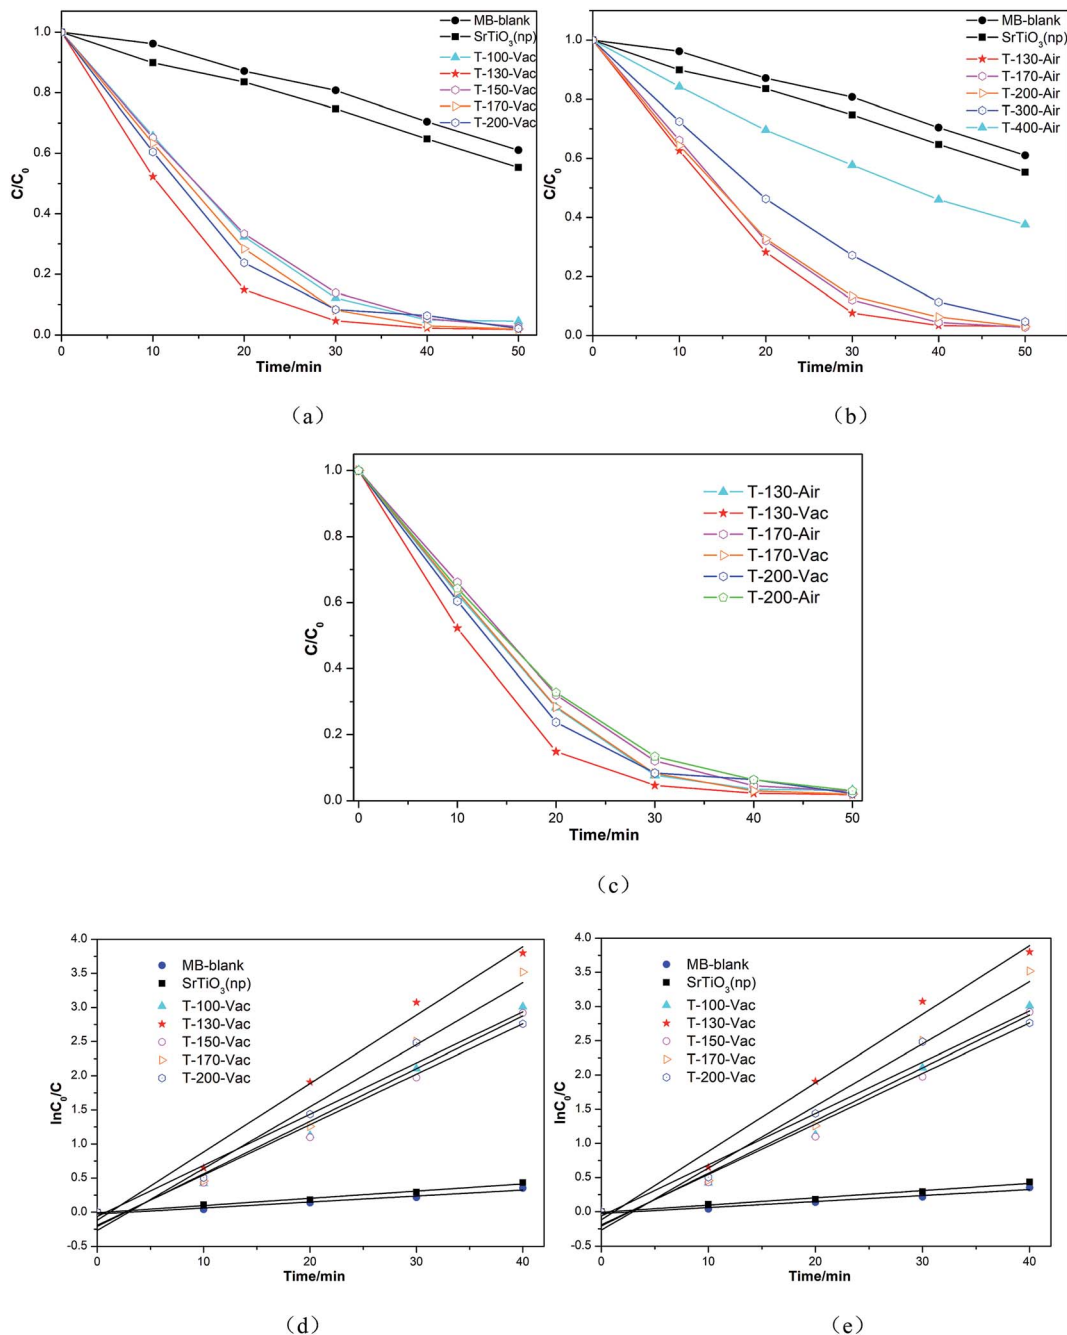 MB-blank
SrTiO₃(np)
T-100-Vac
T-130-Vac
T-150-Vac
T-170-Vac
T-200-Vac
1.0
0.8
0.6
0.4
0.2
0.0
C/C₀
0 10 20 30 40 50
Time/min
(a)
MB-blank
SrTiO₃(np)
T-130-Air
T-170-Air
T-200-Air
T-300-Air
T-400-Air
1.0
0.8
0.6
0.4
0.2
0.0
C/C₀
0 10 20 30 40 50
Time/min
(b)
T-130-Air
T-130-Vac
T-170-Air
T-170-Vac
T-200-Vac
T-200-Air
1.0
0.8
0.6
0.4
0.2
0.0
C/C₀
0 10 20 30 40 50
Time/min
(c)
MB-blank
SrTiO₃(np)
T-100-Vac
T-130-Vac
T-150-Vac
T-170-Vac
T-200-Vac
4.0
3.5
3.0
2.5
2.0
1.5
1.0
0.5
0.0
-0.5
lnC₀/C
0 10 20 30 40
Time/min
(d)
MB-blank
SrTiO₃(np)
T-100-Vac
T-130-Vac
T-150-Vac
T-170-Vac
T-200-Vac
4.0
3.5
3.0
2.5
2.0
1.5
1.0
0.5
0.0
-0.5
lnC₀/C
0 10 20 30 40
Time/min
(e)